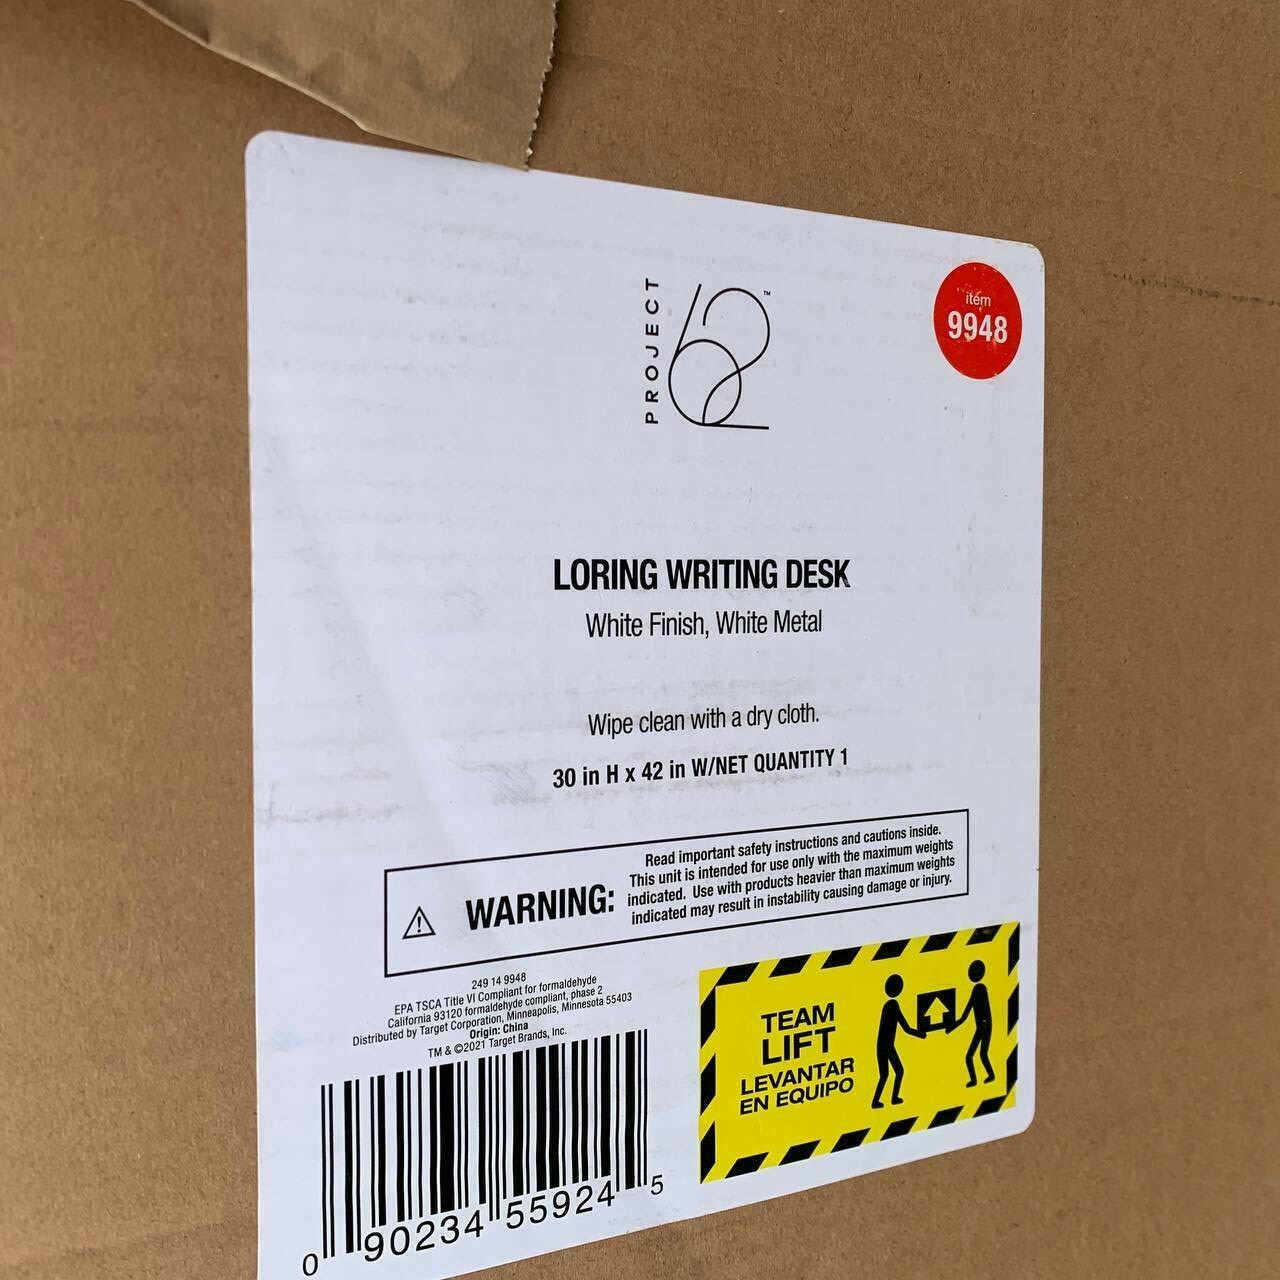 PROJECT 62™
item
9948
LORING WRITING DESK
White Finish, White Metal
Wipe clean with a dry cloth.
30 in H x 42 in W/NET QUANTITY 1
WARNING:
Read important safety instructions and cautions inside.
This unit is intended for use only with the maximum weights
indicated. Use with products heavier than maximum weights
indicated may result in instability causing damage or injury.
249 14 9948
EPA TSCA Title VI Compliant for formaldehyde
California 93120 formaldehyde compliant, phase 2
Distributed by Target Corporation, Minneapolis, Minnesota 55403
Origin: China
TM & ©2021 Target Brands, Inc.
0 90234 55924 5
TEAM
LIFT
LEVANTAR
EN EQUIPO